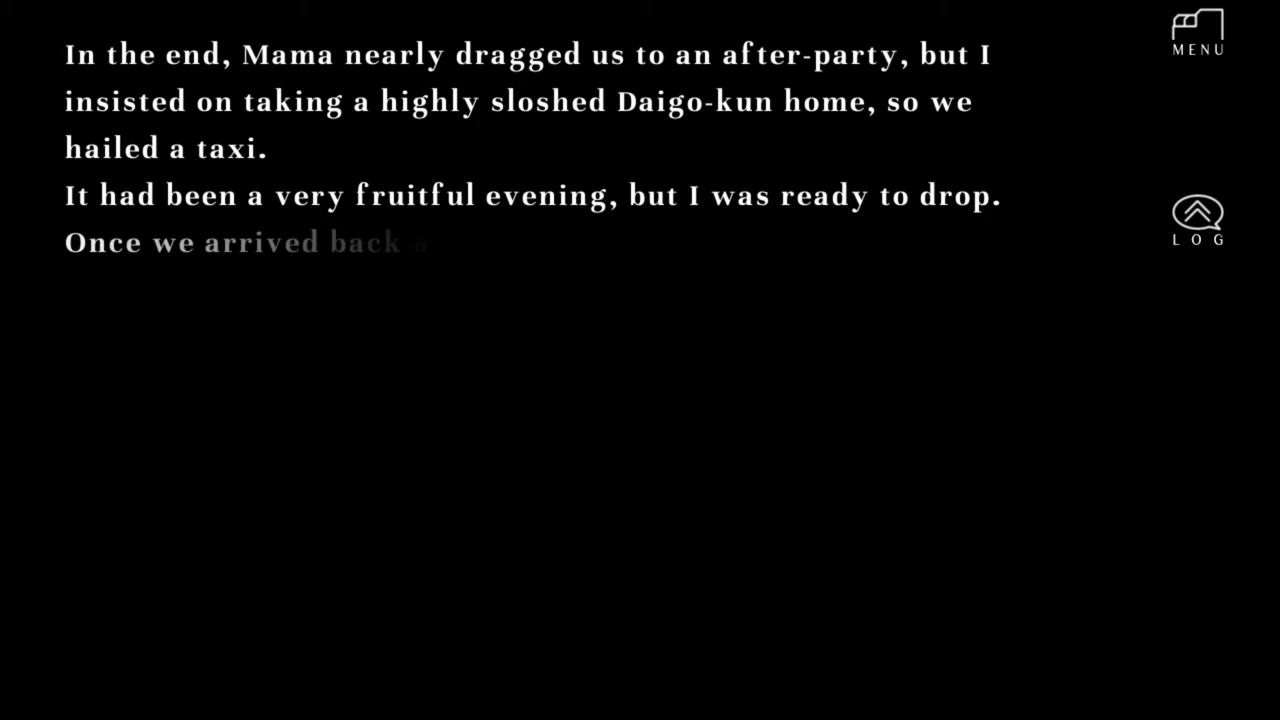 In the end, Mama nearly dragged us to an after-party, but I
insisted on taking a highly sloshed Daigo-kun home, so we
hailed a taxi.
It had been a very fruitful evening, but I was ready to drop.
Once we arrived back a
MENU
LOG